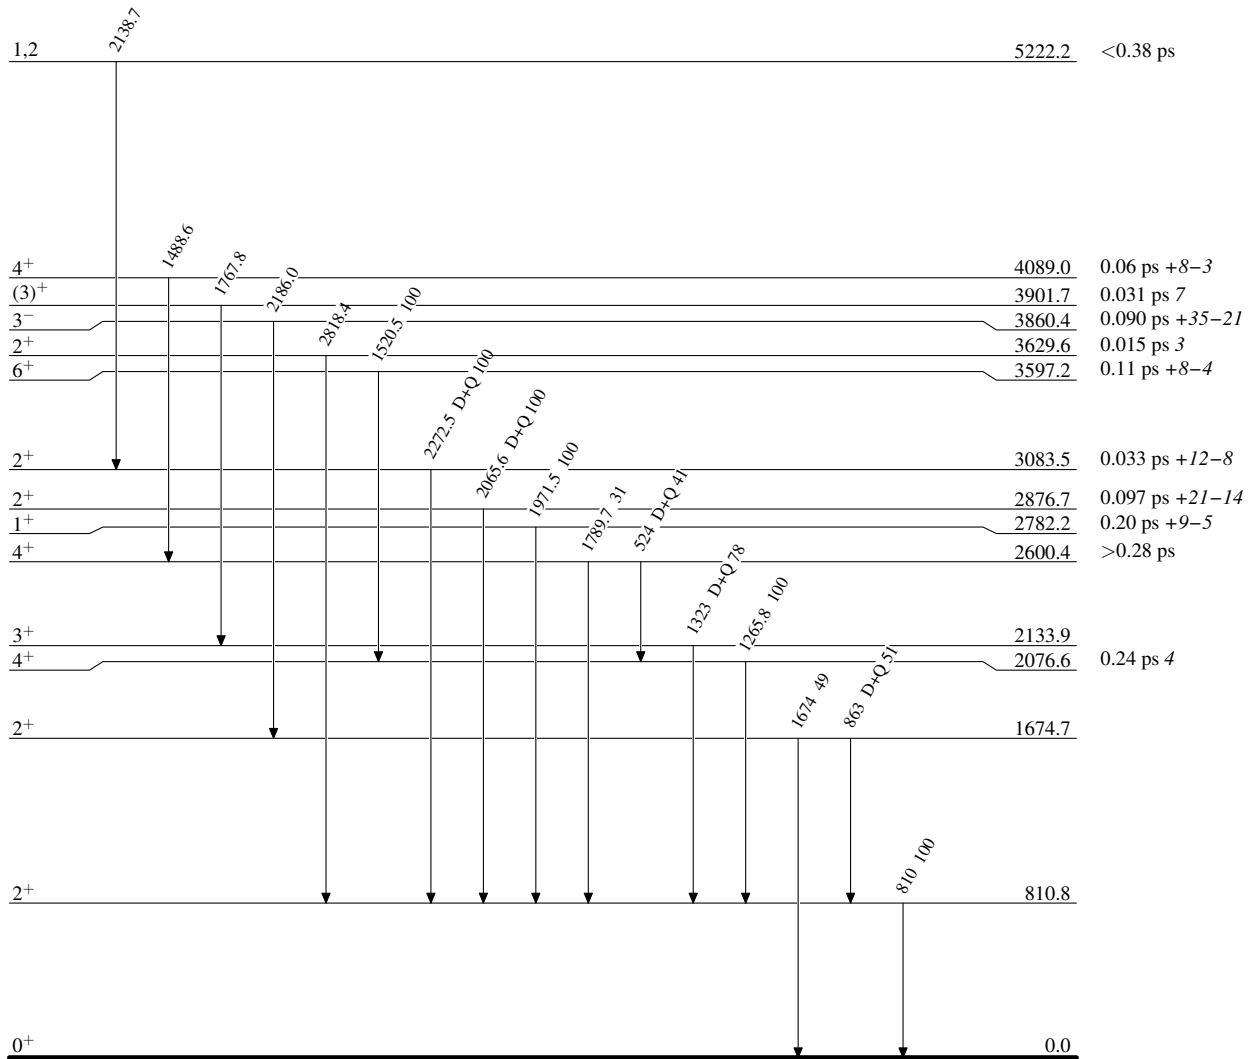 2138.7
1,2 5222.2 <0.38 ps
1488.6
4+ 4089.0 0.06 ps +8−3
1767.8
(3)+ 3901.7 0.031 ps 7
2186.0
3− 3860.4 0.090 ps +35−21
2818.4
2+ 3629.6 0.015 ps 3
1520.5 100
6+ 3597.2 0.11 ps +8−4
2272.5 D+Q 100
2+ 3083.5 0.033 ps +12−8
2065.6 D+Q 100
2+ 2876.7 0.097 ps +21−14
1971.5 100
1+ 2782.2 0.20 ps +9−5
1789.7 31
524 D+Q 41
4+ 2600.4 >0.28 ps
1323 D+Q 78
3+ 2133.9
1265.8 100
4+ 2076.6 0.24 ps 4
1674 49
863 D+Q 51
2+ 1674.7
810 100
2+ 810.8
0+ 0.0